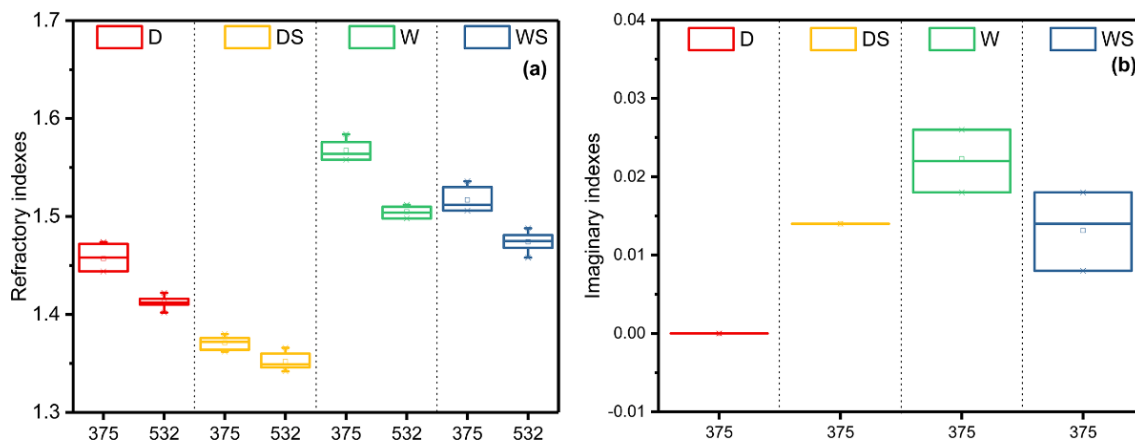 1.7
1.6
1.5
1.4
1.3
Refractory indexes
D
DS
W
WS
(a)
375 532 375 532 375 532 375 532
0.04
0.03
0.02
0.01
0.00
-0.01
Imaginary indexes
D
DS
W
WS
(b)
375 375 375 375